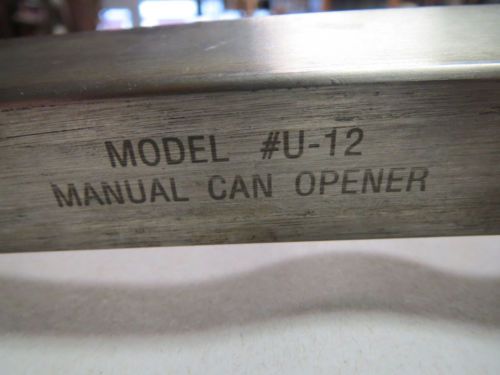 MODEL #U-12
MANUAL CAN OPENER